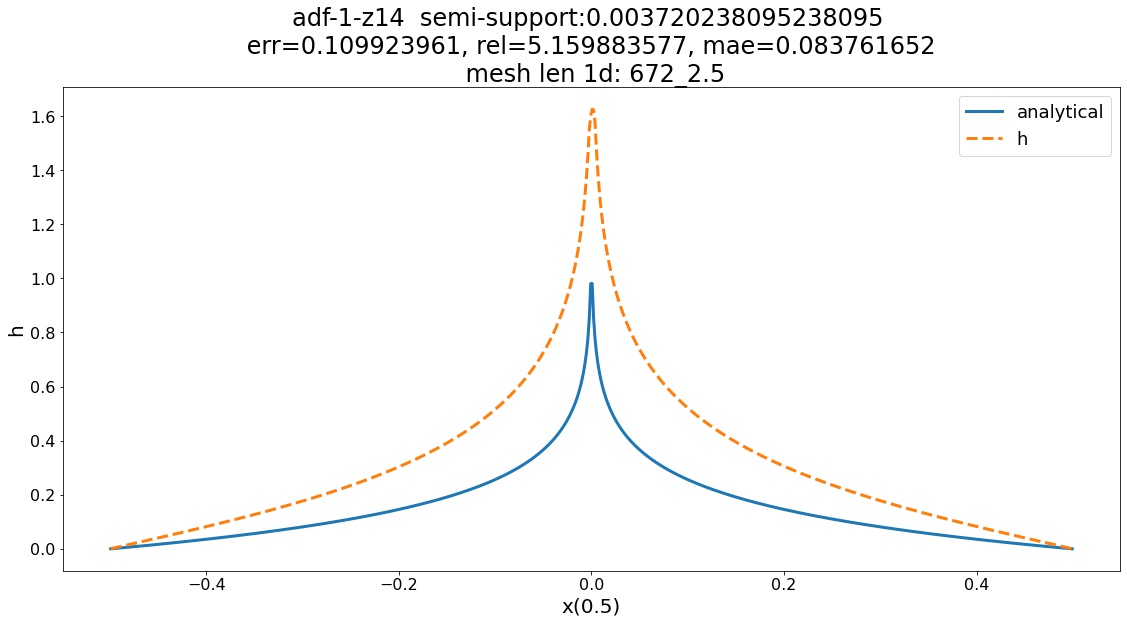 adf-1-z14  semi-support:0.003720238095238095
err=0.109923961, rel=5.159883577, mae=0.083761652
mesh len 1d: 672_2.5
analytical
h
1.6
1.4
1.2
1.0
0.8
0.6
0.4
0.2
0.0
h
−0.4
−0.2
0.0
0.2
0.4
x(0.5)